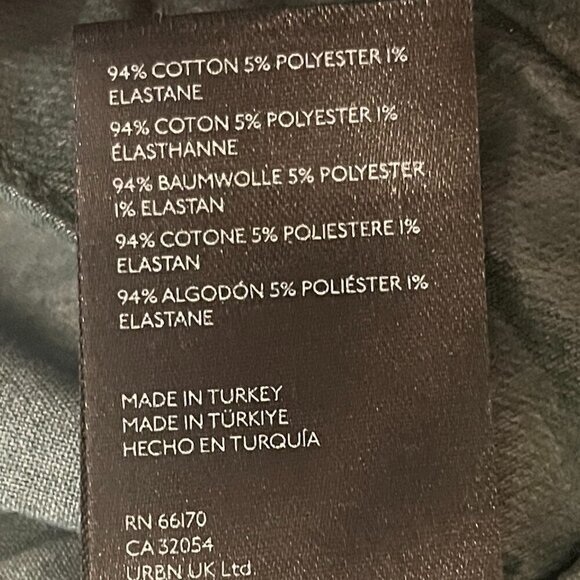 94% COTTON 5% POLYESTER 1%
ELASTANE
94% COTON 5% POLYESTER 1%
ÉLASTHANNE
94% BAUMWOLLE 5% POLYESTER
1% ELASTAN
94% COTONE 5% POLIESTERE 1%
ELASTAN
94% ALGODÓN 5% POLIÉSTER 1%
ELASTANE
MADE IN TURKEY
MADE IN TÜRKIYE
HECHO EN TURQUÍA
RN 66170
CA 32054
URBN UK Ltd.